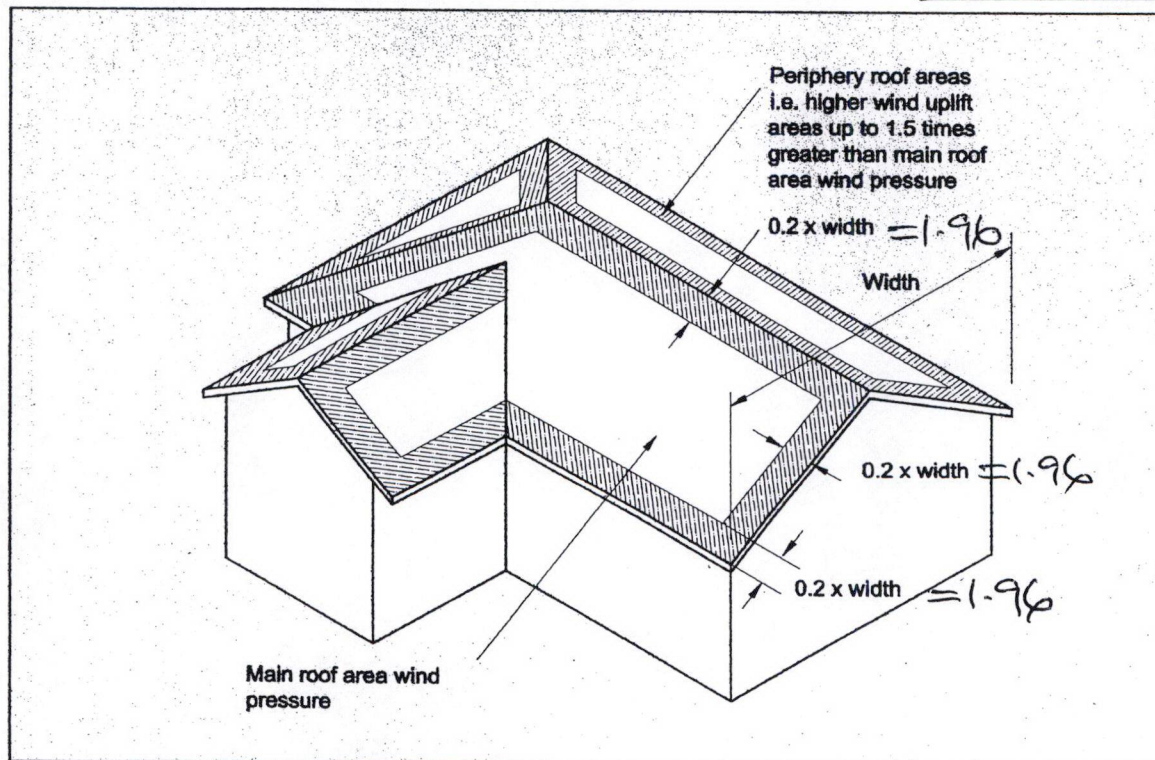 Periphery roof areas
i.e. higher wind uplift
areas up to 1.5 times
greater than main roof
area wind pressure
0.2 x width =1.96
Width
0.2 x width =1.96
0.2 x width =1.96
Main roof area wind
pressure